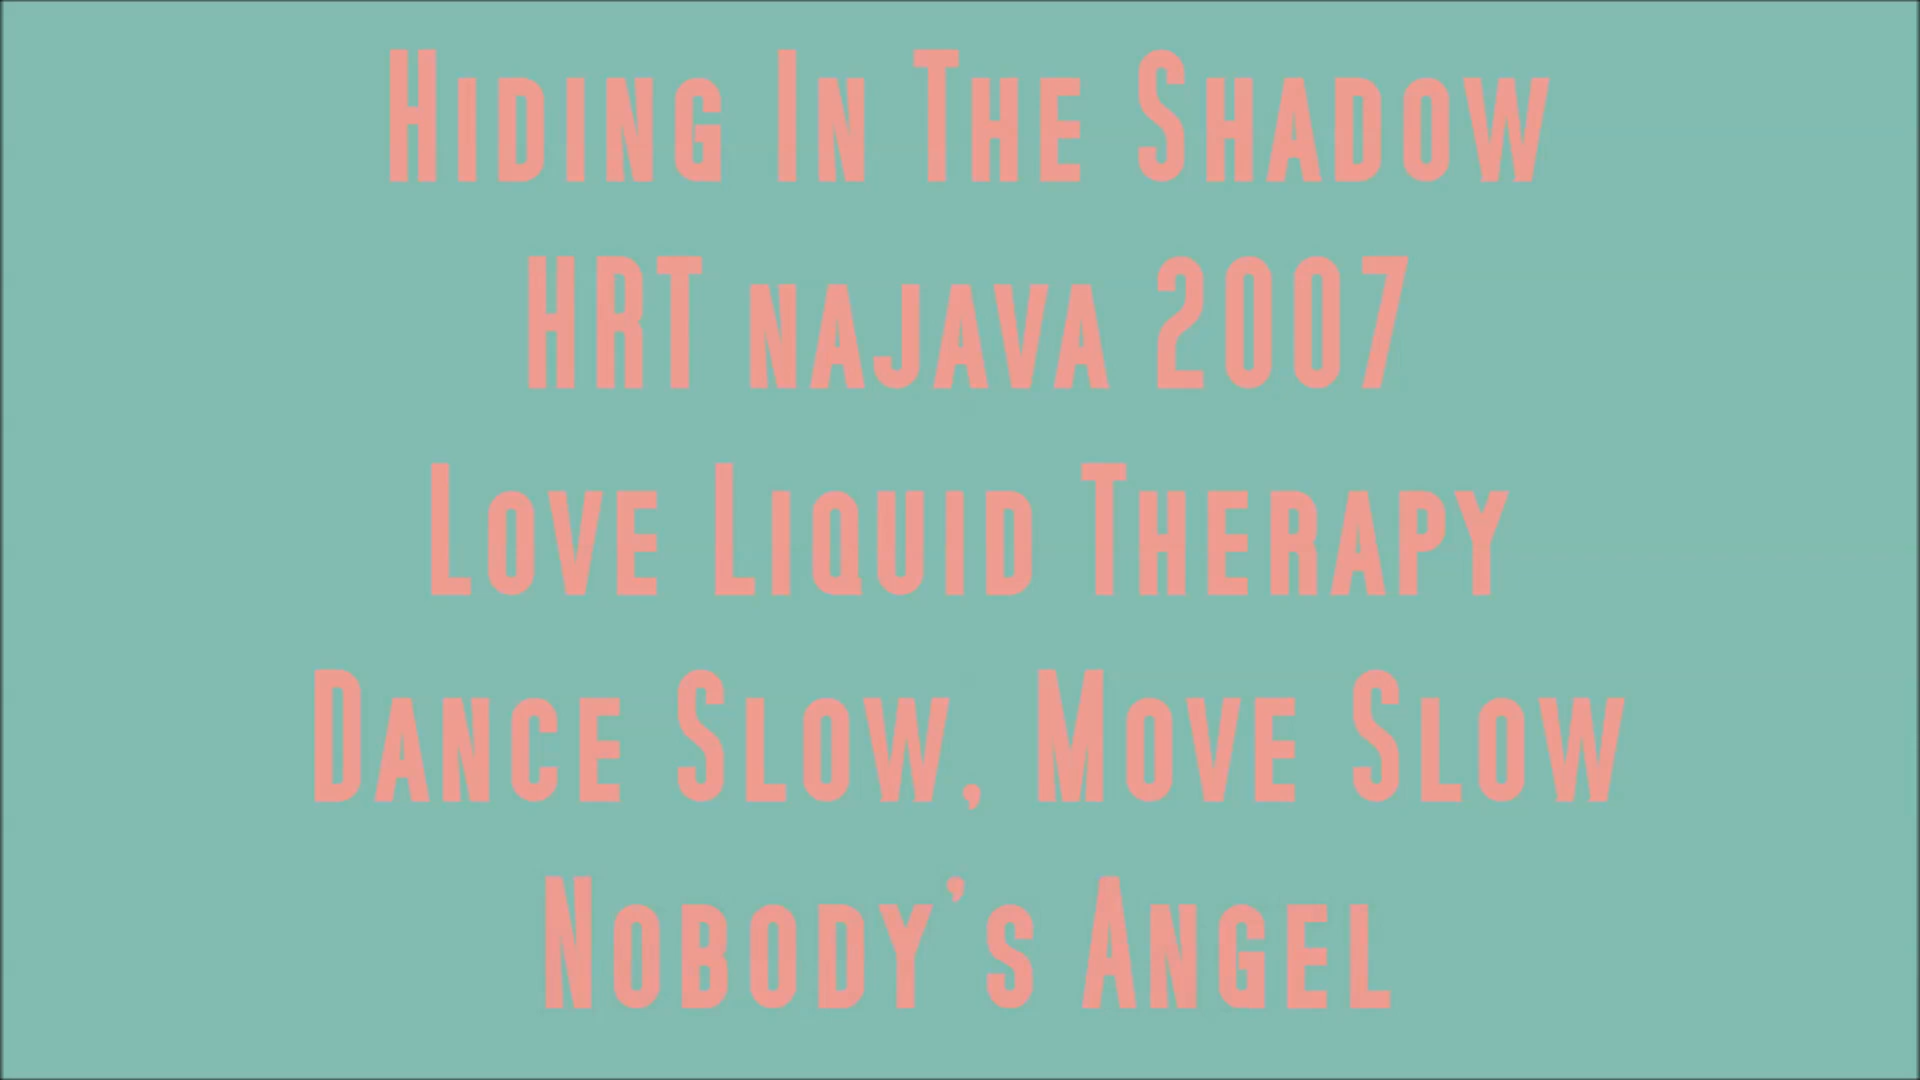 Hiding In The Shadow
HRT najava 2007
Love Liquid Therapy
Dance Slow, Move Slow
Nobody's Angel